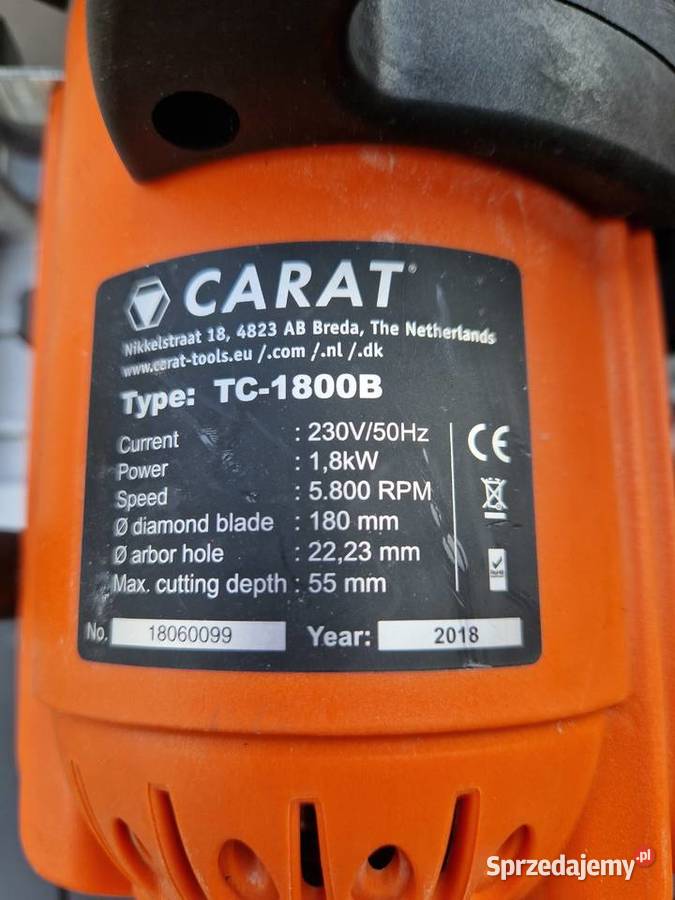 CARAT®
Nikkelstraat 18, 4823 AB Breda, The Netherlands
www.carat-tools.eu /.com /.nl /.dk
Type: TC-1800B
Current : 230V/50Hz
Power : 1,8kW
Speed : 5.800 RPM
Ø diamond blade : 180 mm
Ø arbor hole : 22,23 mm
Max. cutting depth : 55 mm
CE
No. 18060099 Year: 2018
Sprzedajemy.pl